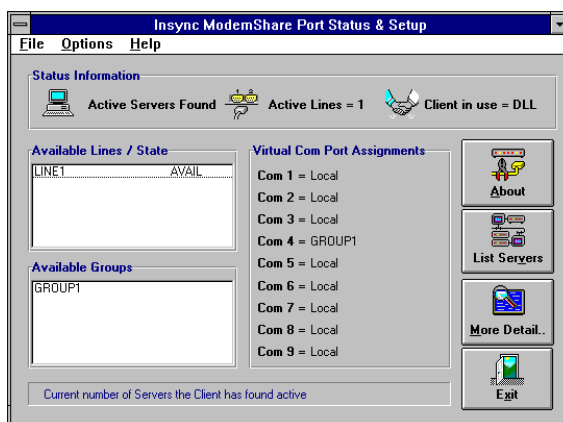 Insync ModemShare Port Status & Setup
File Options Help
Status Information
Active Servers Found
Active Lines = 1
Client in use = DLL
Available Lines / State
LINE1 AVAIL
Available Groups
GROUP1
Virtual Com Port Assignments
Com 1 = Local
Com 2 = Local
Com 3 = Local
Com 4 = GROUP1
Com 5 = Local
Com 6 = Local
Com 7 = Local
Com 8 = Local
Com 9 = Local
About
List Servers
More Detail..
Exit
Current number of Servers the Client has found active